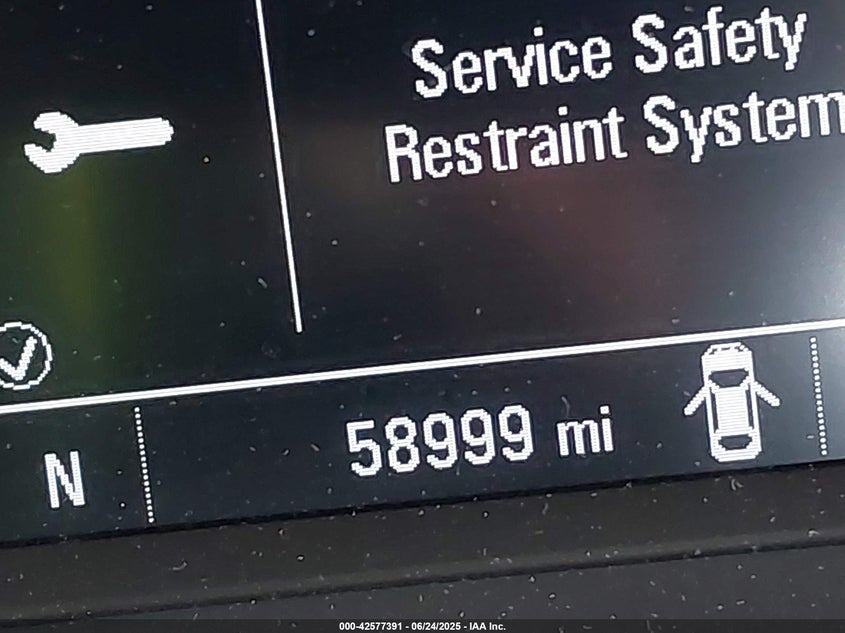 Service Safety
Restraint System
N
58999 mi
000-42577391 - 06/24/2025 - IAA Inc.